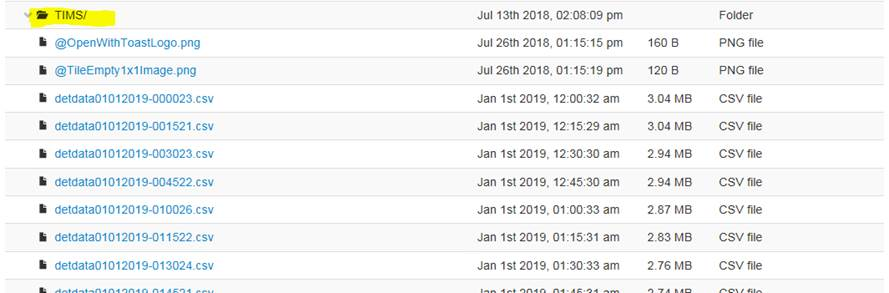 TIMS/ Jul 13th 2018, 02:08:09 pm Folder
@OpenWithToastLogo.png Jul 26th 2018, 01:15:15 pm 160 B PNG file
@TileEmpty1x1Image.png Jul 26th 2018, 01:15:19 pm 120 B PNG file
detdata01012019-000023.csv Jan 1st 2019, 12:00:32 am 3.04 MB CSV file
detdata01012019-001521.csv Jan 1st 2019, 12:15:29 am 3.04 MB CSV file
detdata01012019-003023.csv Jan 1st 2019, 12:30:30 am 2.94 MB CSV file
detdata01012019-004522.csv Jan 1st 2019, 12:45:30 am 2.94 MB CSV file
detdata01012019-010026.csv Jan 1st 2019, 01:00:33 am 2.87 MB CSV file
detdata01012019-011522.csv Jan 1st 2019, 01:15:31 am 2.83 MB CSV file
detdata01012019-013024.csv Jan 1st 2019, 01:30:33 am 2.76 MB CSV file
detdata01012019-014521.csv Jan 1st 2019, 01:45:31 am 2.74 MB CSV file